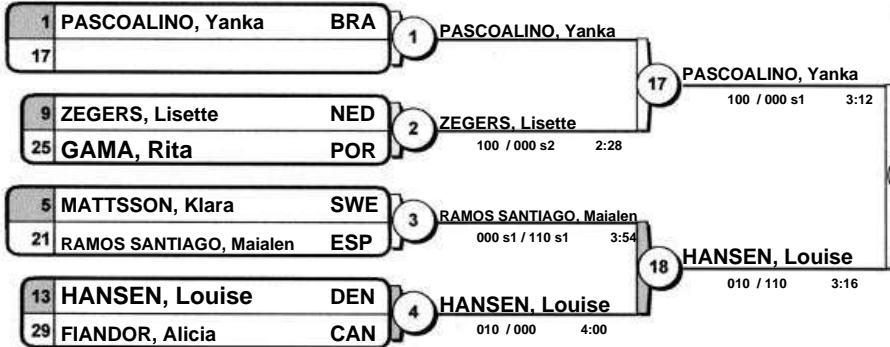 1 PASCOALINO, Yanka BRA
17
1
PASCOALINO, Yanka
9 ZEGERS, Lisette NED
25 GAMA, Rita POR
2
ZEGERS, Lisette
100 / 000 s2 2:28
17
PASCOALINO, Yanka
100 / 000 s1 3:12
5 MATTSSON, Klara SWE
21 RAMOS SANTIAGO, Maialen ESP
3
RAMOS SANTIAGO, Maialen
000 s1 / 110 s1 3:54
13 HANSEN, Louise DEN
29 FIANDOR, Alicia CAN
4
HANSEN, Louise
010 / 000 4:00
18
HANSEN, Louise
010 / 110 3:16